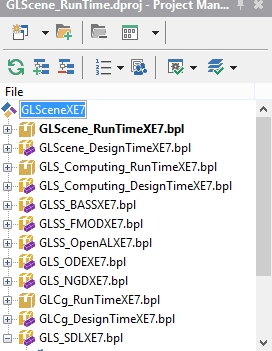 GLScene_RunTime.dproj - Project Man...
File
GLSceneXE7
GLScene_RunTimeXE7.bpl
GLScene_DesignTimeXE7.bpl
GLS_Computing_RunTimeXE7.bpl
GLS_Computing_DesignTimeXE7.bpl
GLSS_BASSXE7.bpl
GLSS_FMODXE7.bpl
GLSS_OpenALXE7.bpl
GLS_ODEXE7.bpl
GLS_NGDXE7.bpl
GLCg_RunTimeXE7.bpl
GLCg_DesignTimeXE7.bpl
GLS_SDLXE7.bpl